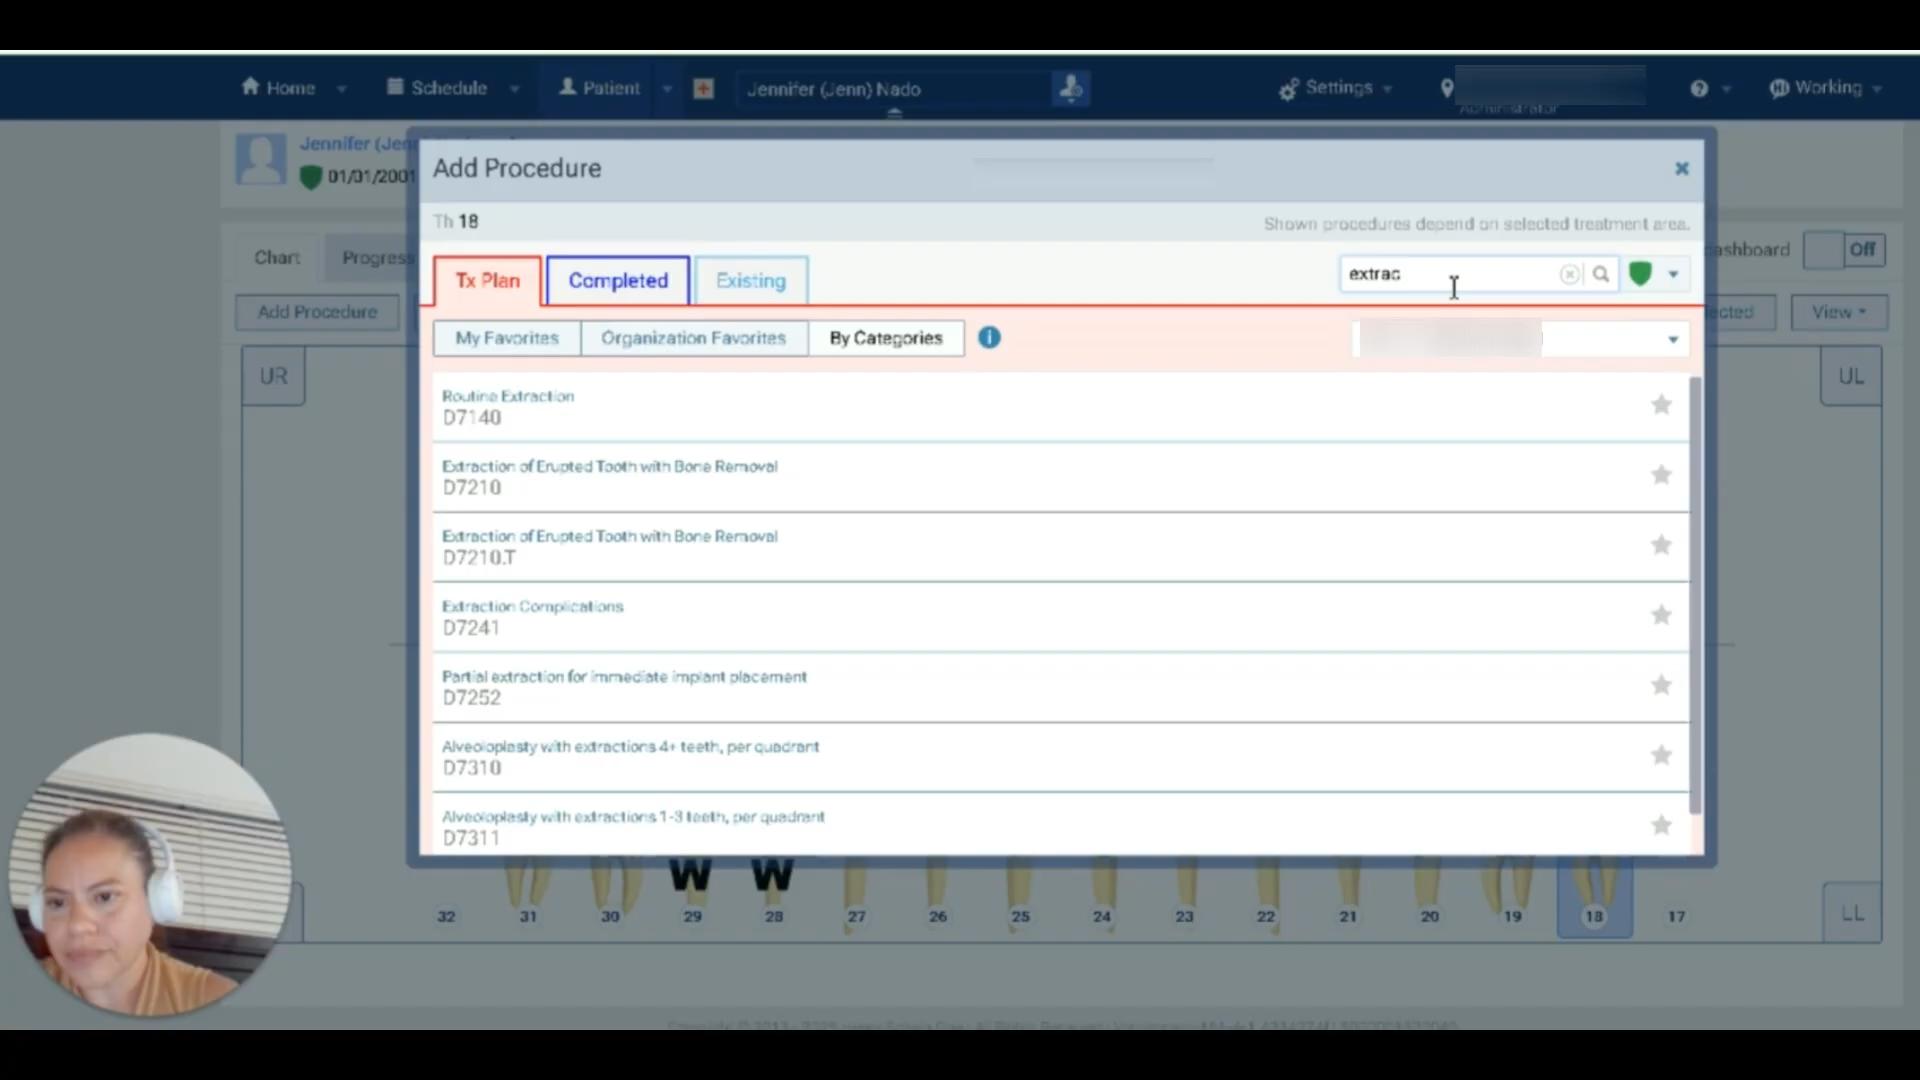 Home
Schedule
Patient
Jennifer (Jenn) Nado
Settings
Administrator
Working
Jennifer (Jen
01/01/2001
Add Procedure
Th 18
Shown procedures depend on selected treatment area.
Chart
Progress
Dashboard
Off
Tx Plan
Completed
Existing
extrac
Add Procedure
View
My Favorites
Organization Favorites
By Categories
UR
UL
Routine Extraction
D7140
Extraction of Erupted Tooth with Bone Removal
D7210
Extraction of Erupted Tooth with Bone Removal
D7210.T
Extraction Complications
D7241
Partial extraction for immediate implant placement
D7252
Alveoloplasty with extractions 4+ teeth, per quadrant
D7310
Alveoloplasty with extractions 1-3 teeth, per quadrant
D7311
W W
32 31 30 29 28 27 26 25 24 23 22 21 20 19 18 17
LL